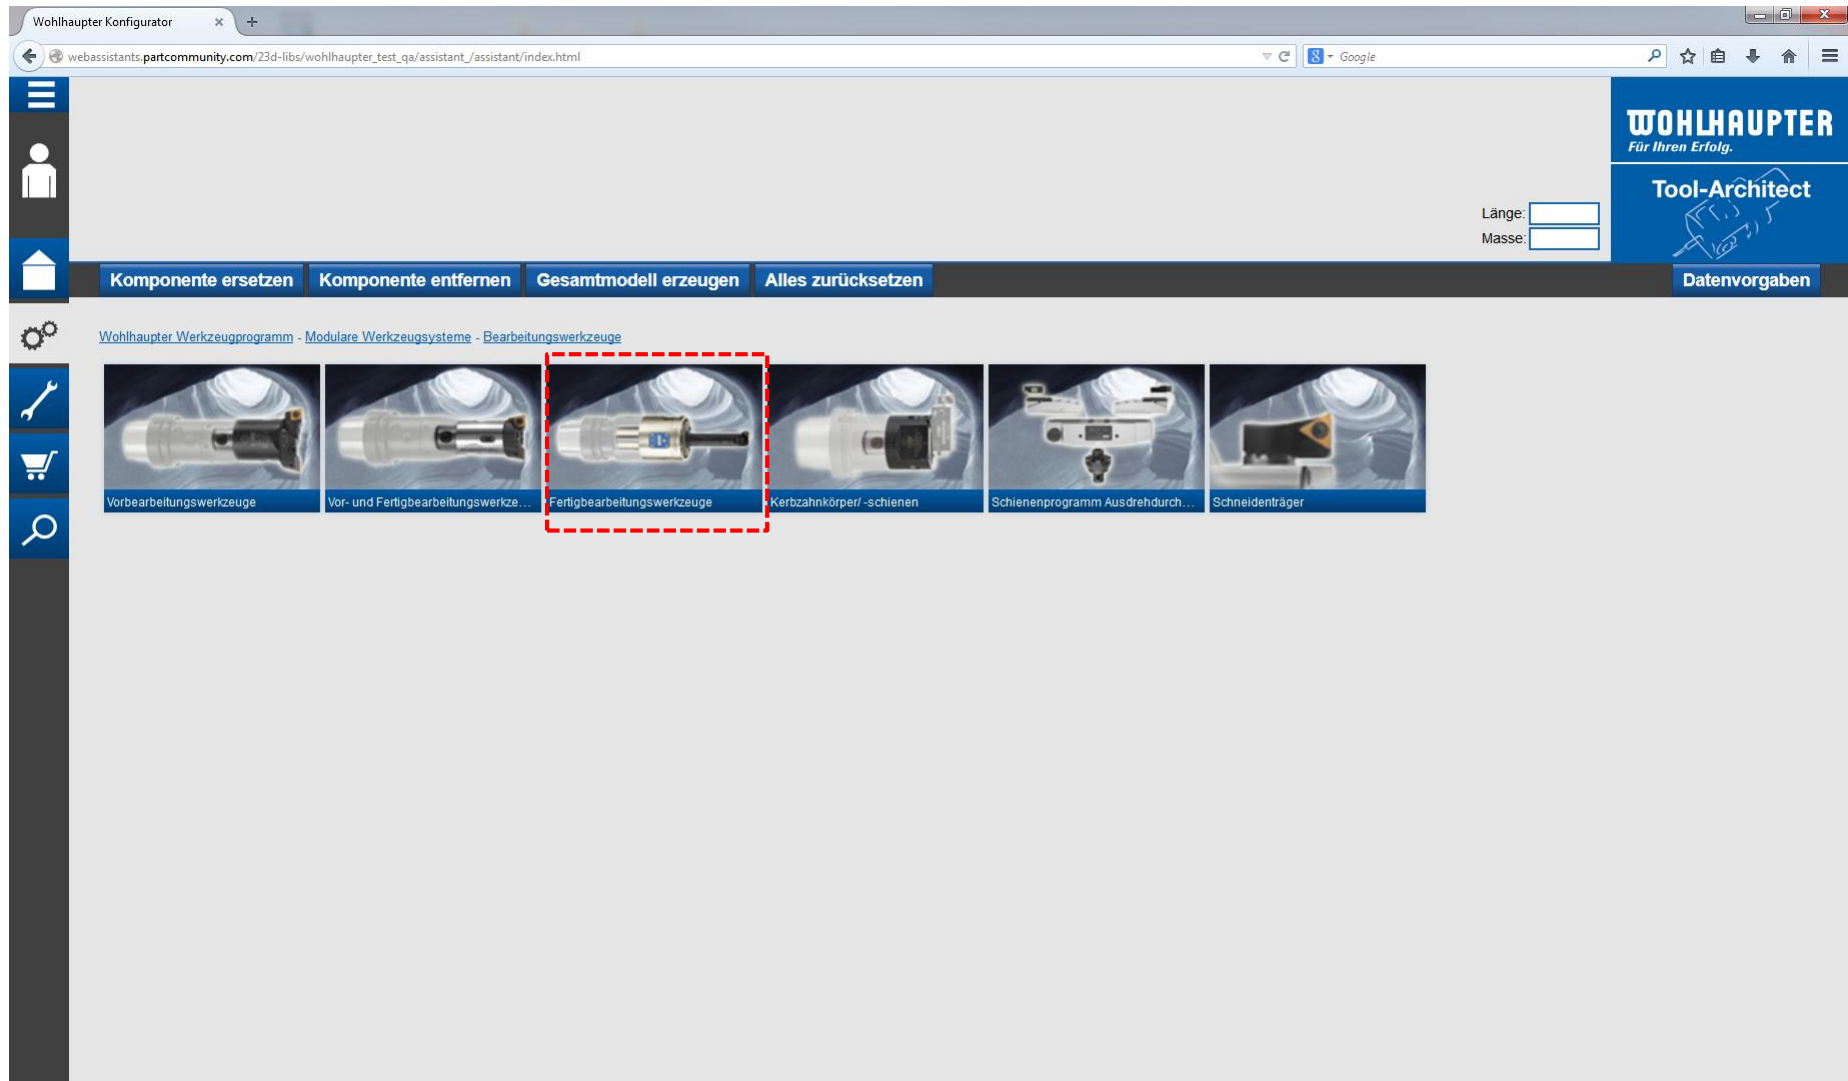 Wohlhaupter Konfigurator
webassistants.partcommunity.com/23d-libs/wohlhaupter_test_qa/assistant_/assistant/index.html
Google
WOHLHAUPTER
Für Ihren Erfolg.
Tool-Architect
Länge:
Masse:
Komponente ersetzen Komponente entfernen Gesamtmodell erzeugen Alles zurücksetzen Datenvorgaben
Wohlhaupter Werkzeugprogramm - Modulare Werkzeugsysteme - Bearbeitungswerkzeuge
Vorbearbeitungswerkzeuge Vor- und Fertigbearbeitungswerkze... Fertigbearbeitungswerkzeuge Kerbzahnkörper/ -schienen Schienenprogramm Ausdrehdurch... Schneidenträger